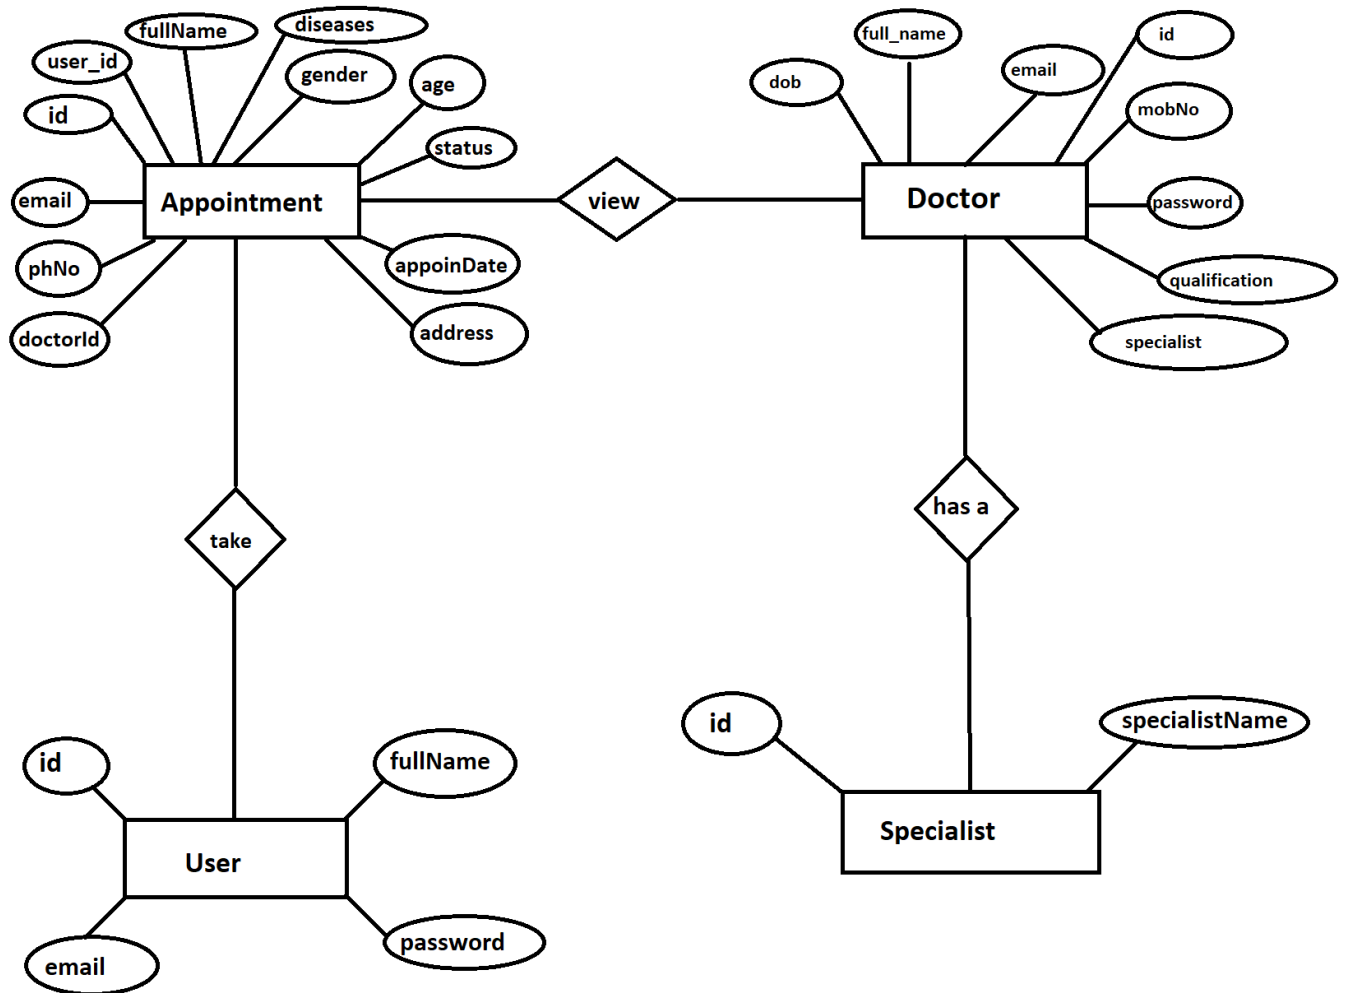 fullName
diseases
user_id
gender
age
id
status
email
Appointment
phNo
appoinDate
doctorId
address
view
full_name
id
dob
email
mobNo
Doctor
password
qualification
specialist
take
has a
id
fullName
User
email
password
id
specialistName
Specialist